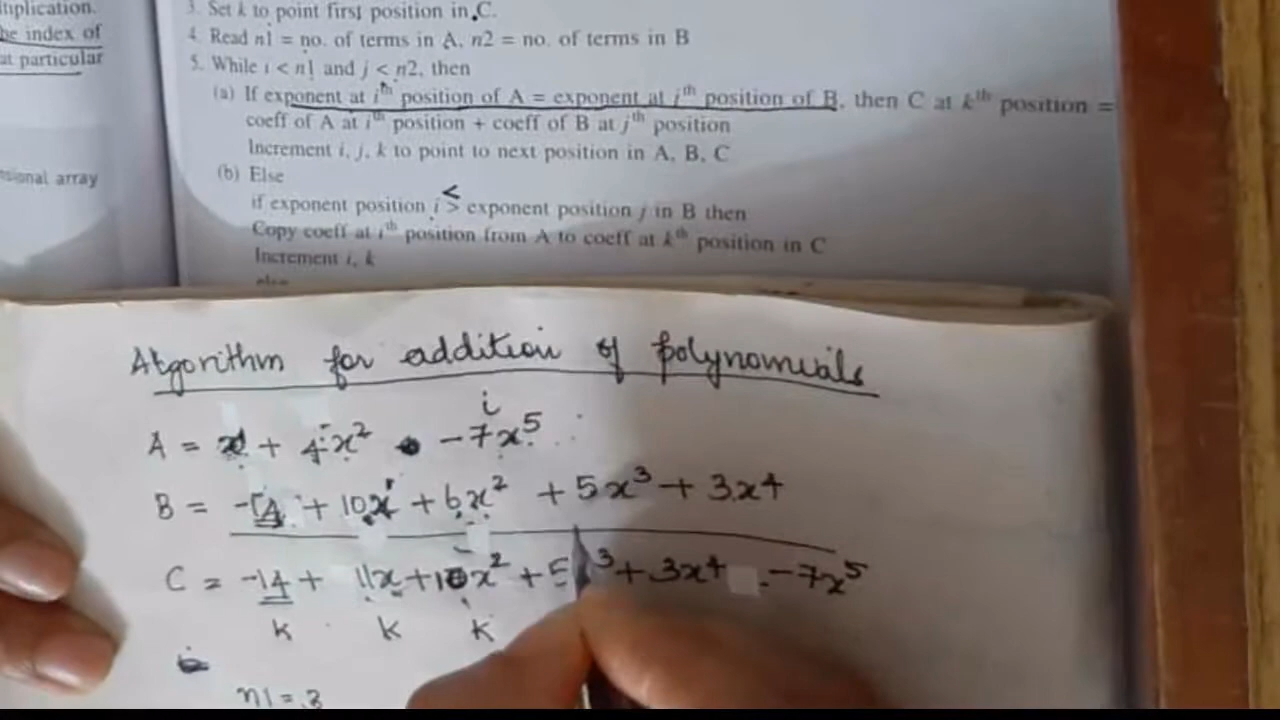 tuplication.
he index of
at particular
nsional array
3. Set k to point first position in C.
4. Read n1 = no. of terms in A, n2 = no. of terms in B
5. While i < n1 and j < n2, then
(a) If exponent at iᵗʰ position of A = exponent at jᵗʰ position of B, then C at kᵗʰ position =
coeff of A at iᵗʰ position + coeff of B at jᵗʰ position
Increment i, j, k to point to next position in A, B, C
(b) Else
<
if exponent position i > exponent position j in B then
Copy coeff at iᵗʰ position from A to coeff at kᵗʰ position in C
Increment i, k
else
Algorithm for addition of polynomials
i
A = x + 4x² - 7x⁵
B = -14 + 10x + 6x² + 5x³ + 3x⁴
C = -14 + 11x + 10x² + 5 ³ + 3x⁴ - 7x⁵
k k k
n1 = 3